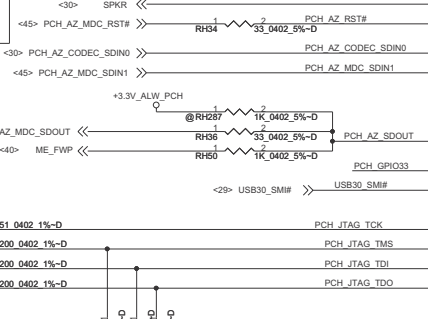 <30> SPKR
<45> PCH_AZ_MDC_RST# 1 2 PCH_AZ_RST#
RH34 33_0402_5%~D
<30> PCH_AZ_CODEC_SDIN0 PCH_AZ_CODEC_SDIN0
<45> PCH_AZ_MDC_SDIN1 PCH_AZ_MDC_SDIN1
+3.3V_ALW_PCH
1 2
@RH287 1K_0402_5%~D
AZ_MDC_SDOUT 1 2
RH36 33_0402_5%~D PCH_AZ_SDOUT
<40> ME_FWP 1 2
RH50 1K_0402_5%~D
PCH_GPIO33
<29> USB30_SMI# USB30_SMI#
51_0402_1%~D PCH_JTAG_TCK
200_0402_1%~D PCH_JTAG_TMS
200_0402_1%~D PCH_JTAG_TDI
200_0402_1%~D PCH_JTAG_TDO
~D ~D ~D